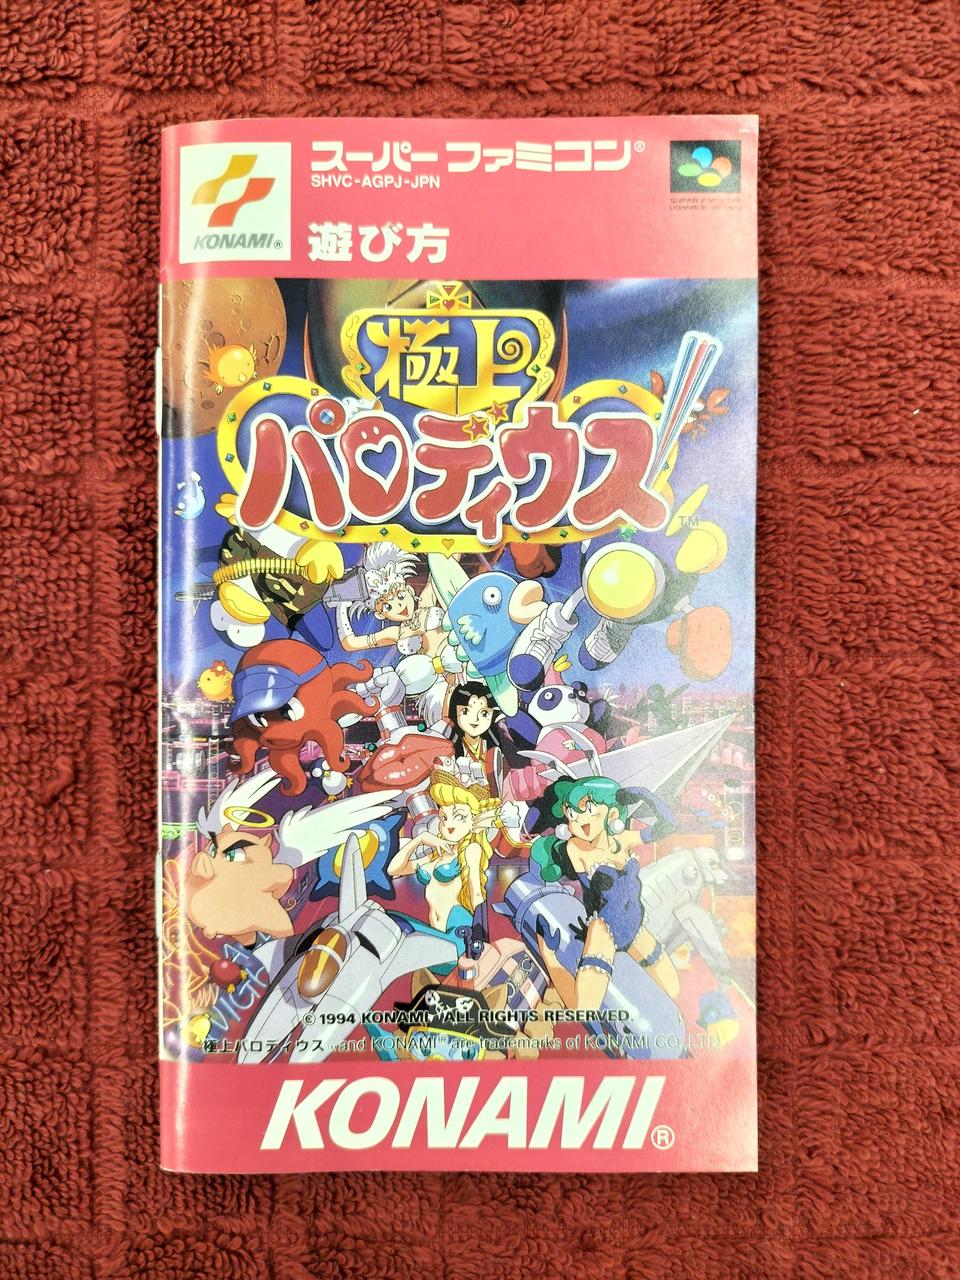 スーパーファミコン®
SHVC-AGPJ-JPN
KONAMI®
遊び方
極上
パロディウス
TM
© 1994 KONAMI ALL RIGHTS RESERVED.
極上パロディウス™ and KONAMI® are trademarks of KONAMI CO., LTD.
KONAMI®